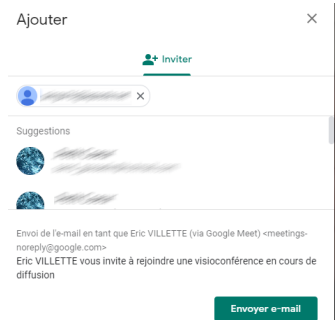 Ajouter
Inviter
Suggestions
Envoi de l'e-mail en tant que Eric VILLETTE (via Google Meet) <meetings-
noreply@google.com>
Eric VILLETTE vous invite à rejoindre une visioconférence en cours de
diffusion
Envoyer e-mail